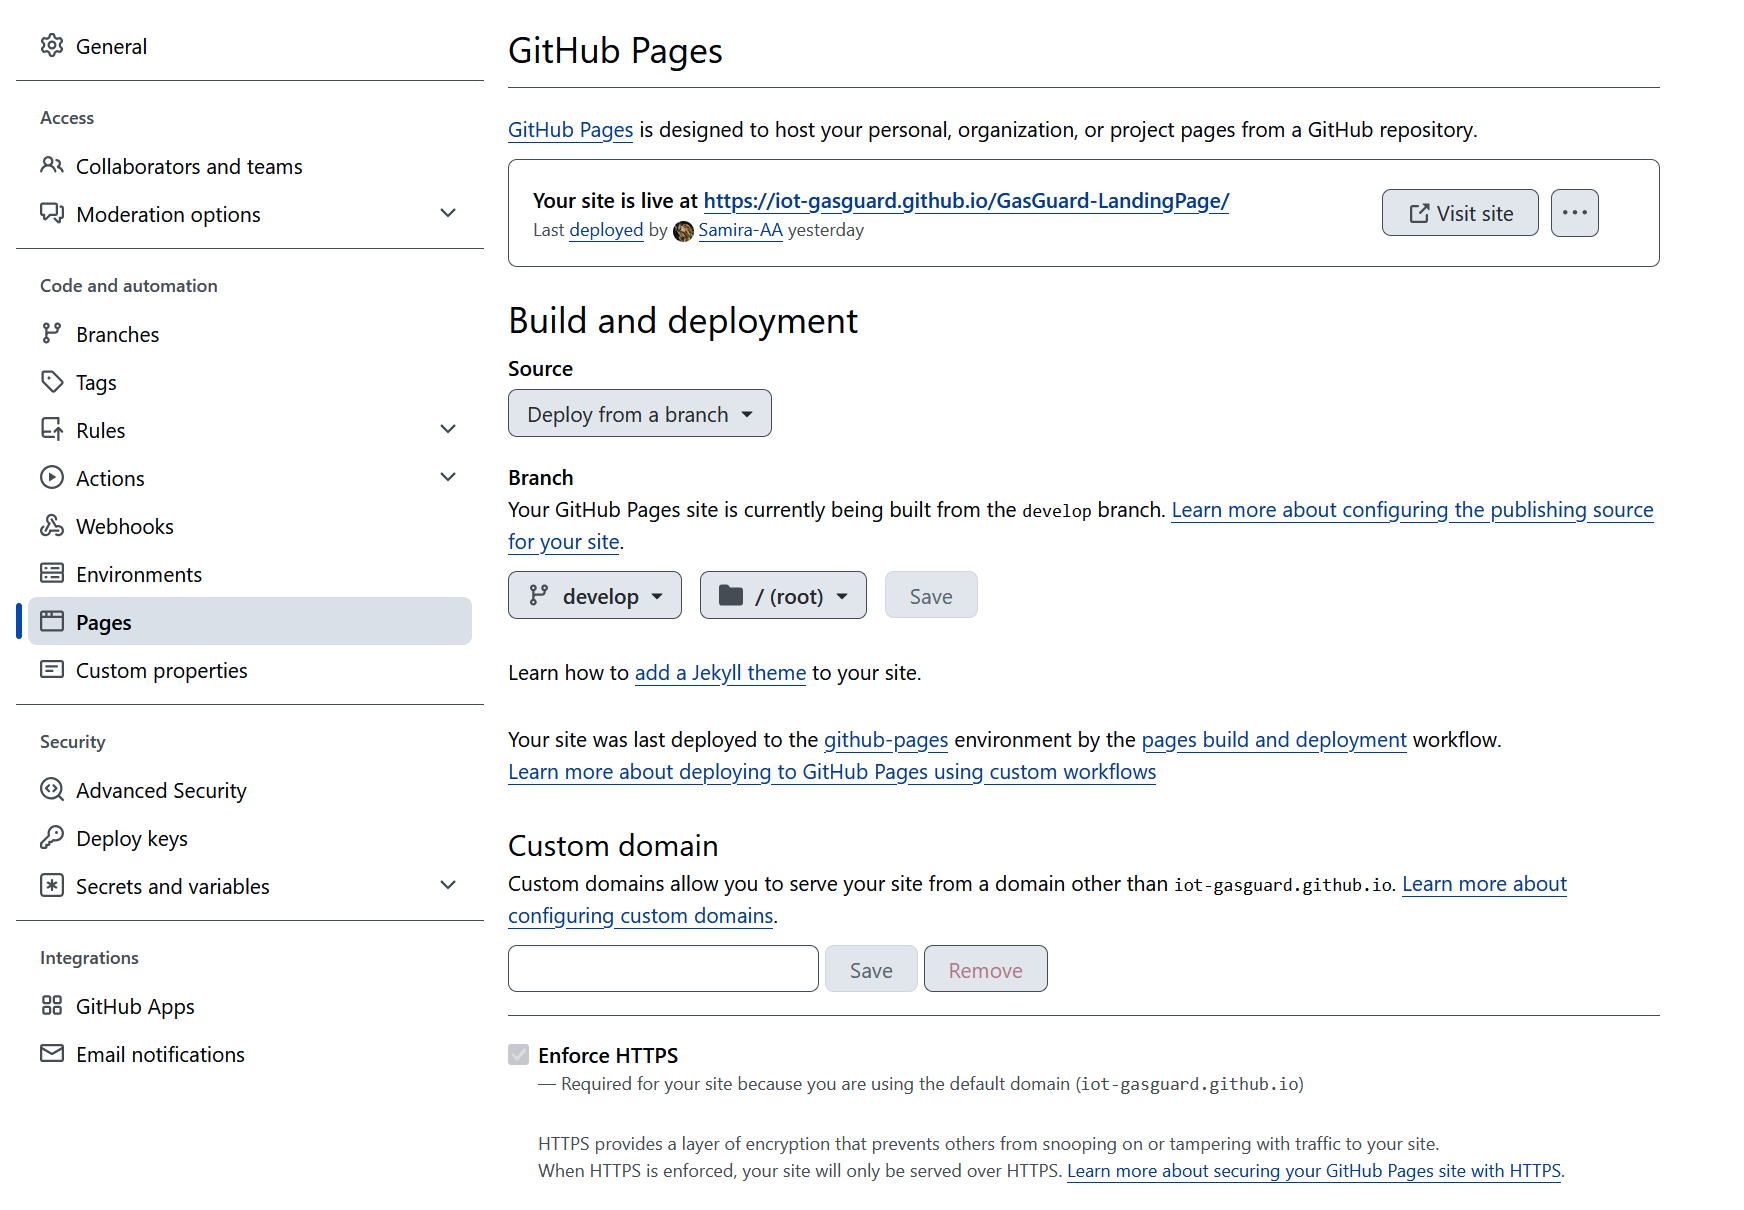 General
Access
Collaborators and teams
Moderation options
Code and automation
Branches
Tags
Rules
Actions
Webhooks
Environments
Pages
Custom properties
Security
Advanced Security
Deploy keys
Secrets and variables
Integrations
GitHub Apps
Email notifications
GitHub Pages
GitHub Pages is designed to host your personal, organization, or project pages from a GitHub repository.
Your site is live at https://iot-gasguard.github.io/GasGuard-LandingPage/
Last deployed by Samira-AA yesterday
Visit site
Build and deployment
Source
Deploy from a branch
Branch
Your GitHub Pages site is currently being built from the develop branch. Learn more about configuring the publishing source
for your site.
develop
/ (root)
Save
Learn how to add a Jekyll theme to your site.
Your site was last deployed to the github-pages environment by the pages build and deployment workflow.
Learn more about deploying to GitHub Pages using custom workflows
Custom domain
Custom domains allow you to serve your site from a domain other than iot-gasguard.github.io. Learn more about
configuring custom domains.
Save
Remove
Enforce HTTPS
— Required for your site because you are using the default domain (iot-gasguard.github.io)
HTTPS provides a layer of encryption that prevents others from snooping on or tampering with traffic to your site.
When HTTPS is enforced, your site will only be served over HTTPS. Learn more about securing your GitHub Pages site with HTTPS.